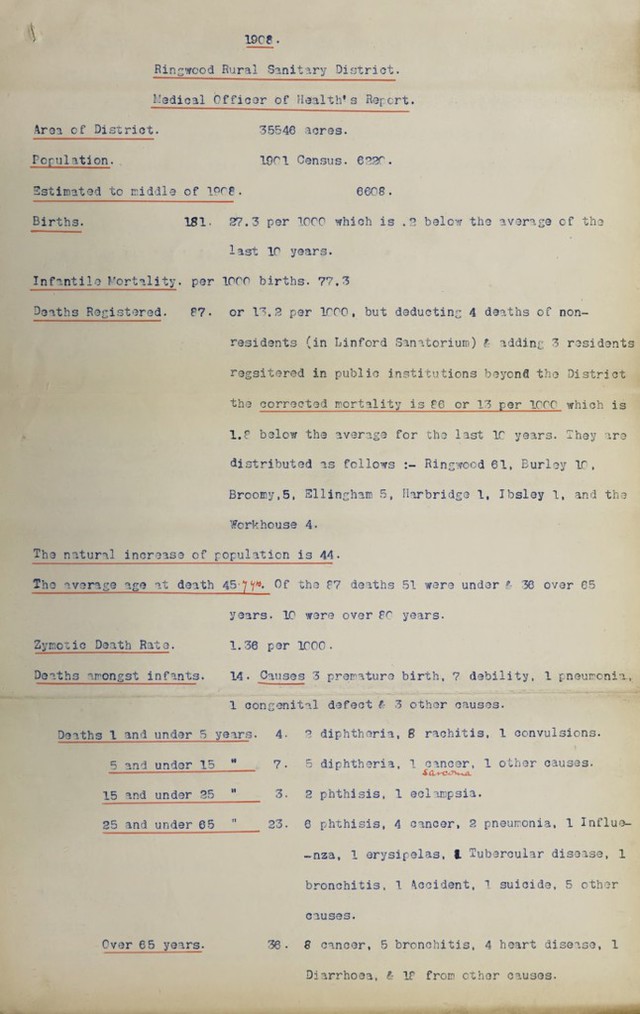 1908.
Ringwood Rural Sanitary District.
Medical Officer of Health's Report.
Area of District. 35546 acres.
Population. 1901 Census. 6220.
Estimated to middle of 1908. 6608.
Births. 181. 27.3 per 1000 which is .2 below the average of the
last 10 years.
Infantile Mortality. per 1000 births. 77.3
Deaths Registered. 87. or 13.2 per 1000, but deducting 4 deaths of non-
residents (in Linford Sanatorium) & adding 3 residents
regsitered in public institutions beyond the District
the corrected mortality is 86 or 13 per 1000 which is
1.8 below the average for the last 10 years. They are
distributed as follows :- Ringwood 61, Burley 10,
Broomy,5, Ellingham 5, Harbridge 1, Ibsley 1, and the
Workhouse 4.
The natural increase of population is 44.
The average age at death 45.7 yrs. Of the 87 deaths 51 were under & 36 over 65
years. 10 were over 80 years.
Zymotic Death Rate. 1.36 per 1000.
Deaths amongst infants. 14. Causes 3 premature birth, 7 debility, 1 pneumonia,
1 congenital defect & 3 other causes.
Deaths 1 and under 5 years. 4. 2 diphtheria, 8 rachitis, 1 convulsions.
5 and under 15 " 7. 5 diphtheria, 1 cancer, 1 other causes.
sarcoma
15 and under 25 " 3. 2 phthisis, 1 eclampsia.
25 and under 65 " 23. 6 phthisis, 4 cancer, 2 pneumonia, 1 Influe-
-nza, 1 erysipelas, 1 Tubercular disease, 1
bronchitis, 1 Accident, 1 suicide, 5 other
causes.
Over 65 years. 36. 8 cancer, 5 bronchitis, 4 heart disease, 1
Diarrhoea, & 18 from other causes.